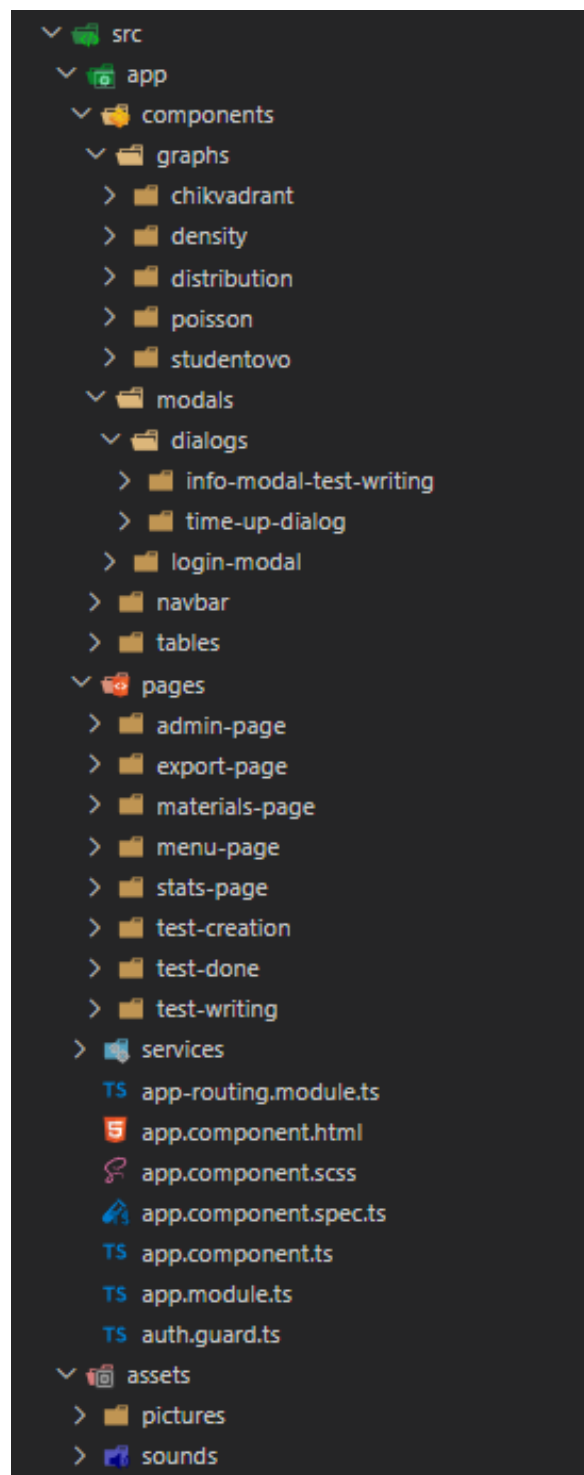 src
app
components
graphs
chikvadrant
density
distribution
poisson
studentovo
modals
dialogs
info-modal-test-writing
time-up-dialog
login-modal
navbar
tables
pages
admin-page
export-page
materials-page
menu-page
stats-page
test-creation
test-done
test-writing
services
TS app-routing.module.ts
5 app.component.html
app.component.scss
app.component.spec.ts
TS app.component.ts
TS app.module.ts
TS auth.guard.ts
assets
pictures
sounds